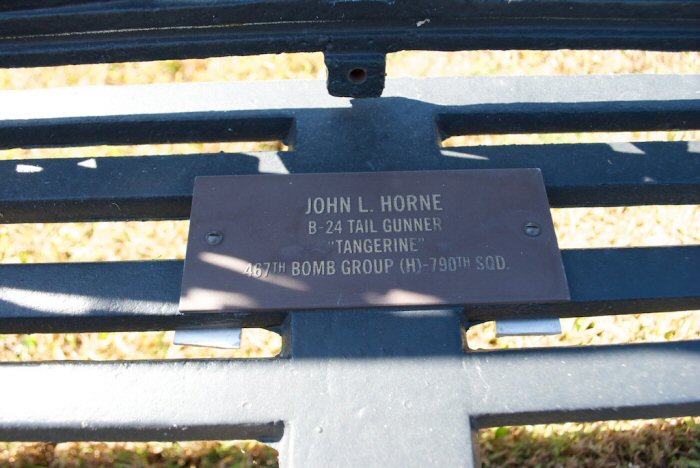 JOHN L. HORNE
B-24 TAIL GUNNER
"TANGERINE"
467TH BOMB GROUP (H)-790TH SQD.